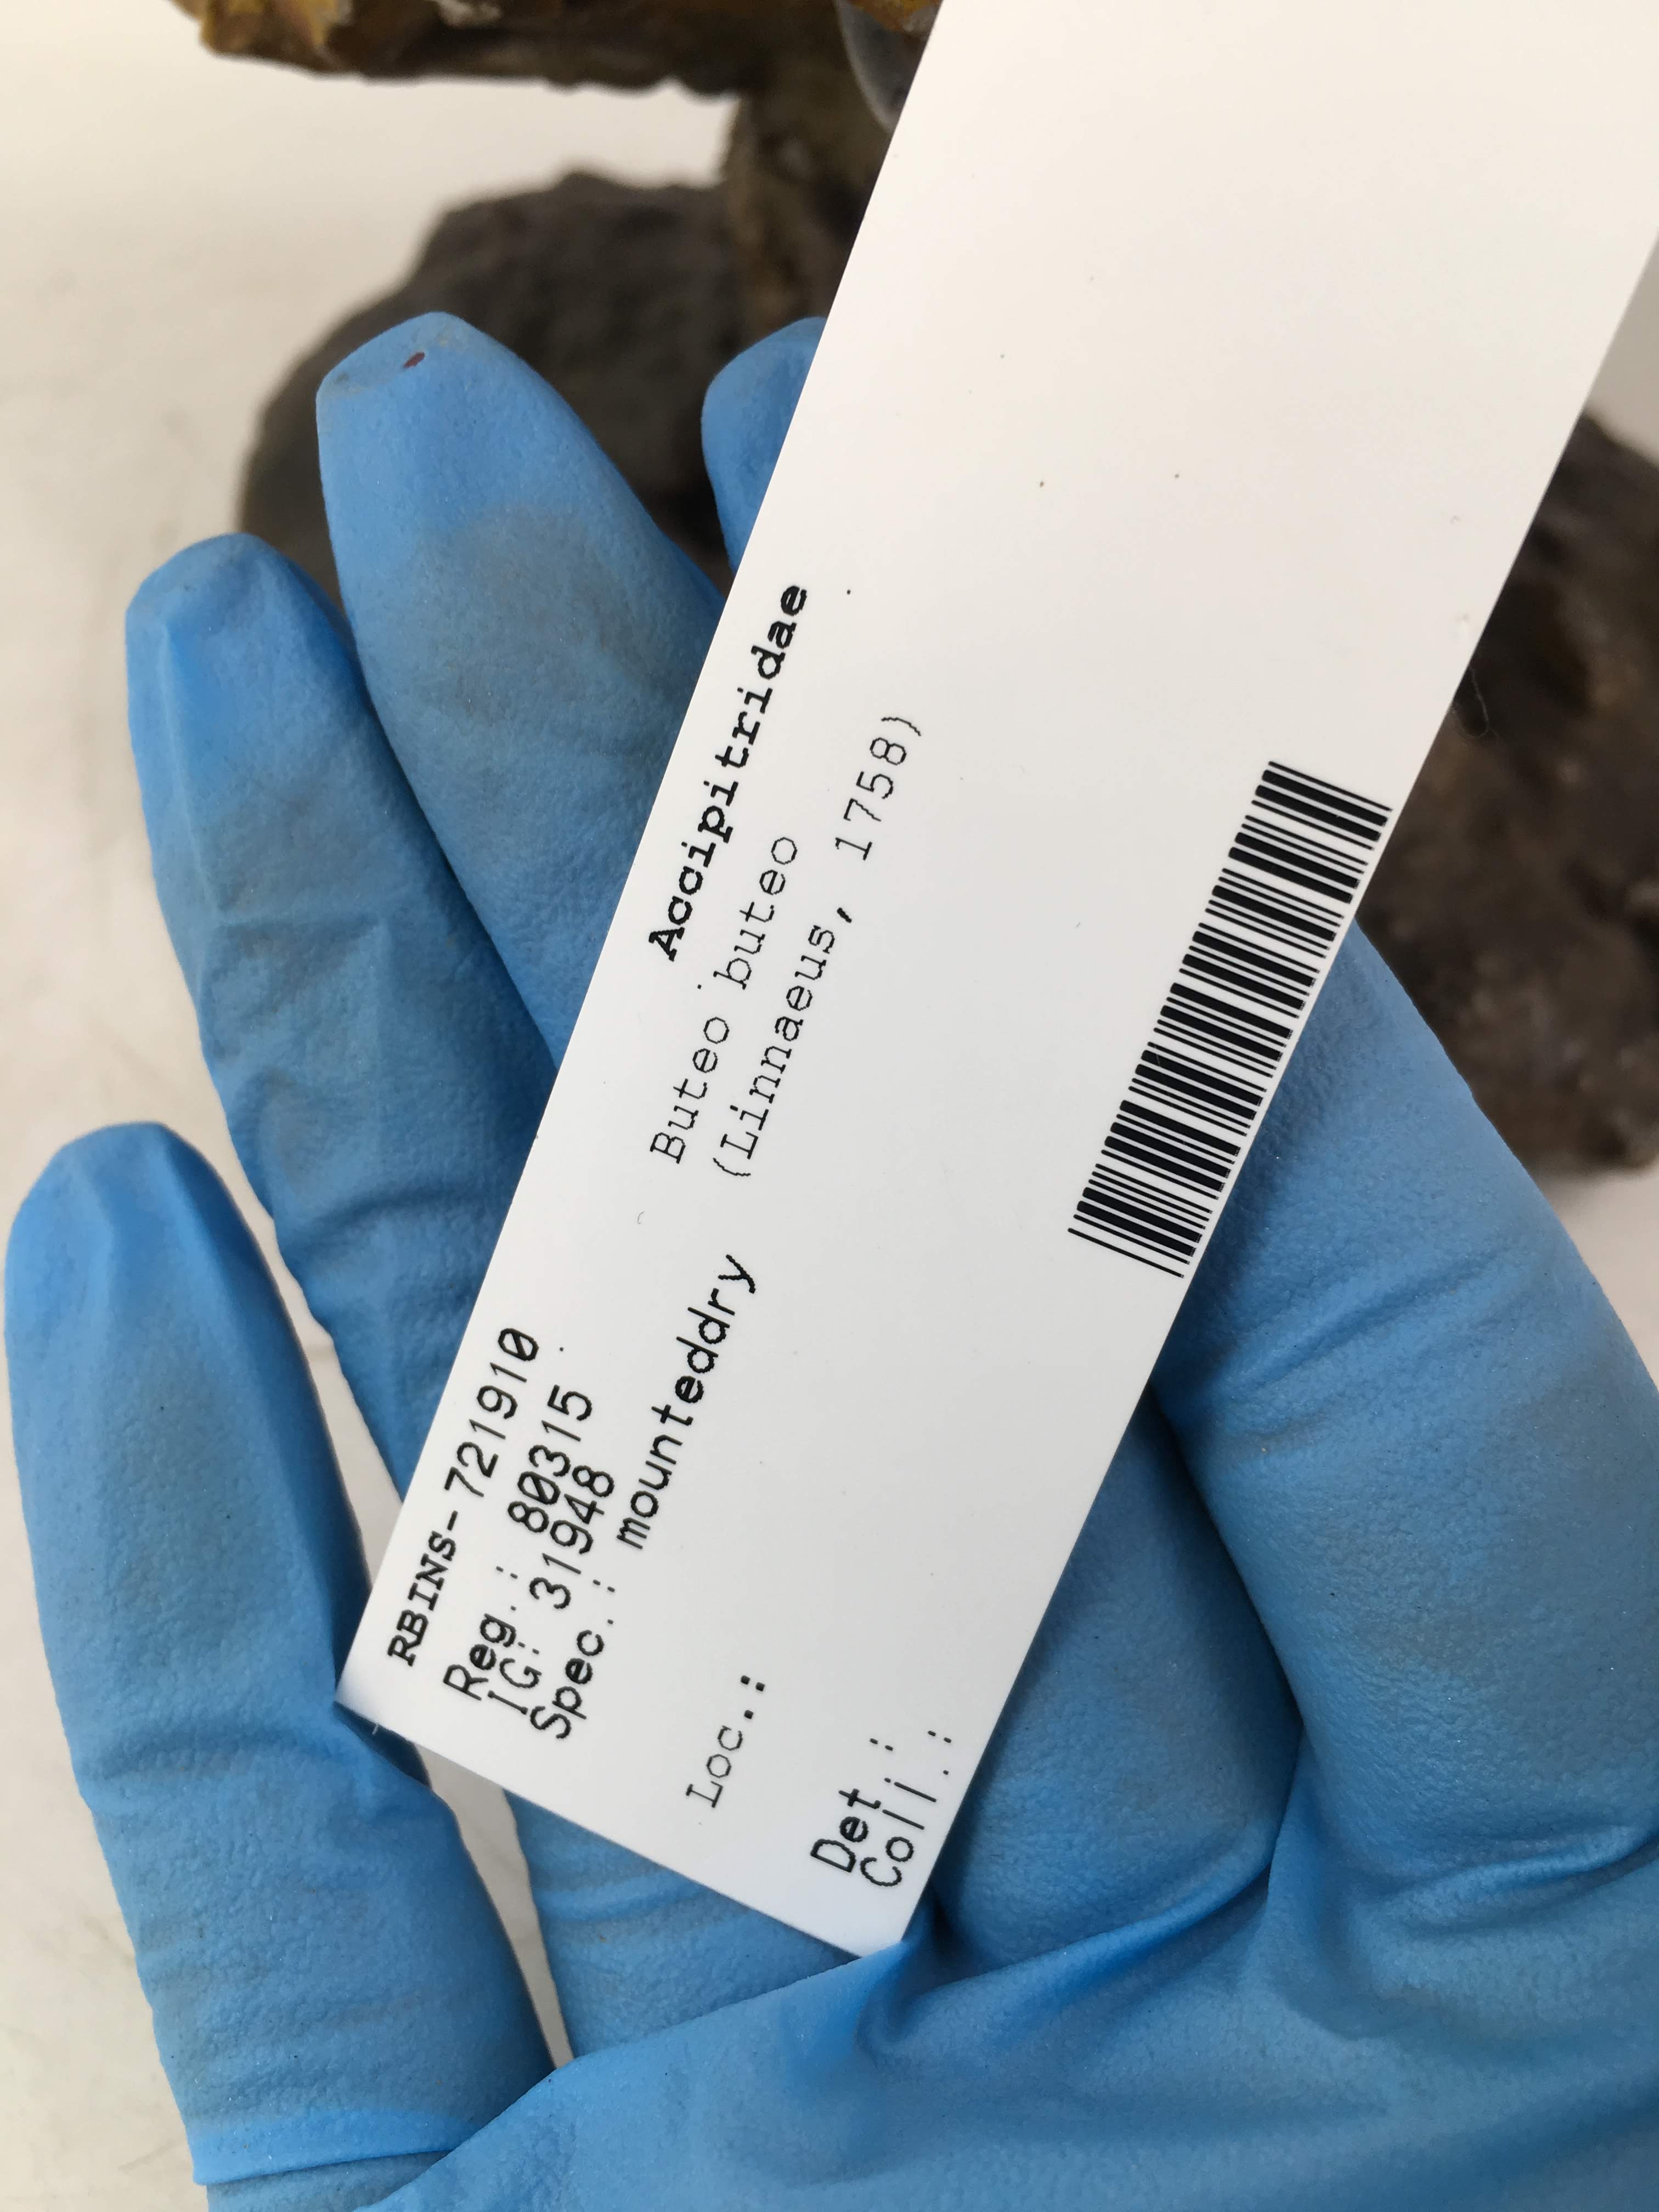 RBINS-721910
Accipitridae
Reg.: 80315
IG: 31948
Buteo buteo
Spec.: mounteddry
(Linnaeus, 1758)
Loc.:
Det.:
Coll.: